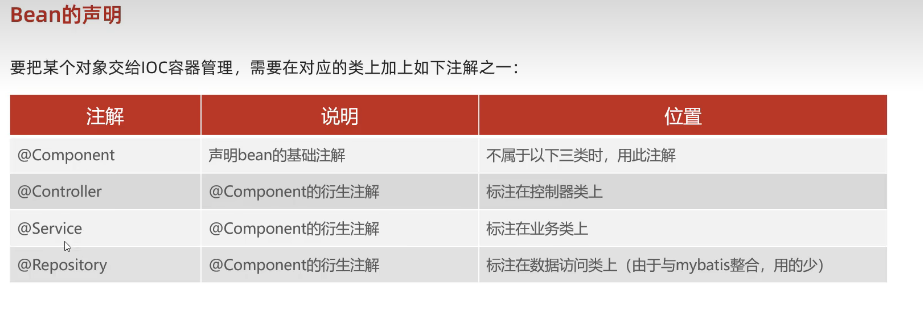 Bean的声明
要把某个对象交给IOC容器管理，需要在对应的类上加上如下注解之一：
注解 说明 位置
@Component 声明bean的基础注解 不属于以下三类时，用此注解
@Controller @Component的衍生注解 标注在控制器类上
@Service @Component的衍生注解 标注在业务类上
@Repository @Component的衍生注解 标注在数据访问类上（由于与mybatis整合，用的少）